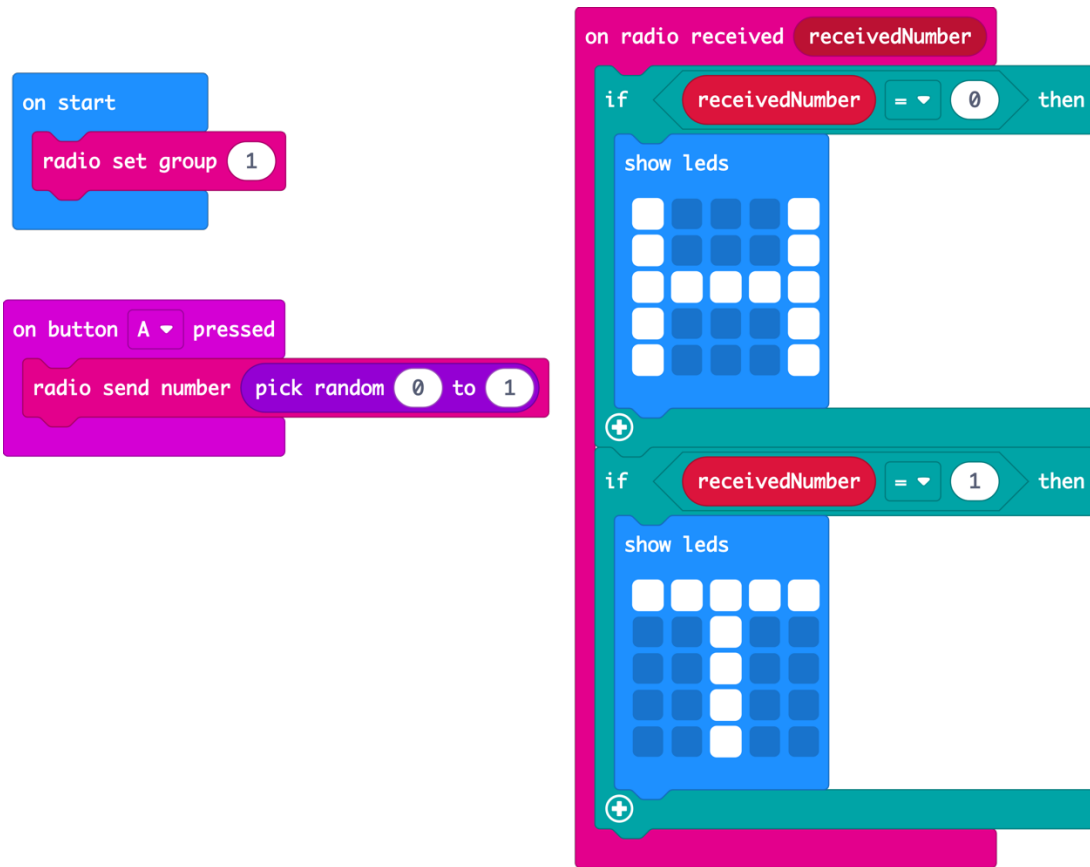 on start
radio set group 1
on button A pressed
radio send number pick random 0 to 1
on radio received receivedNumber
if receivedNumber = 0 then
show leds
if receivedNumber = 1 then
show leds